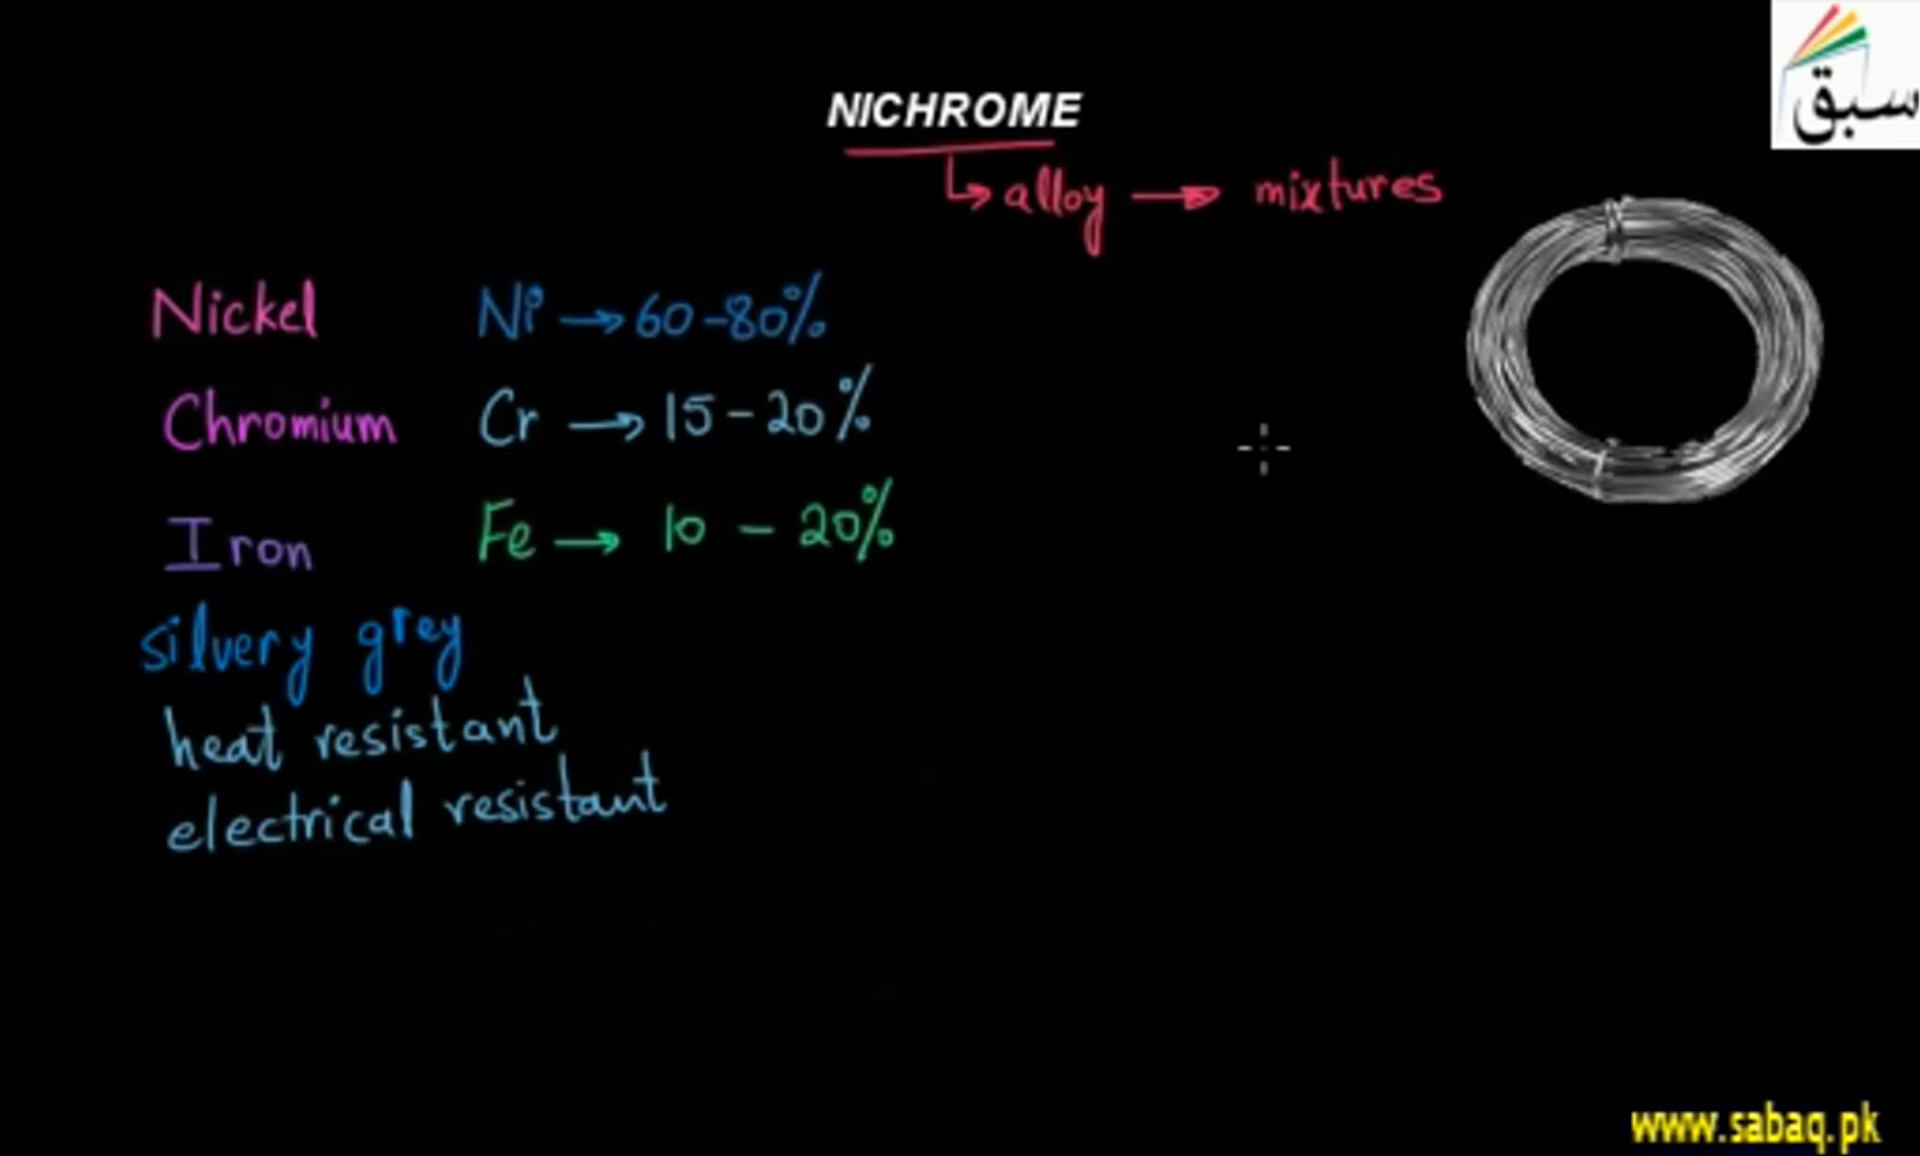 سبق
NICHROME
↳ alloy → mixtures
Nickel Ni → 60-80%
Chromium Cr → 15-20%
Iron Fe → 10 - 20%
silvery grey
heat resistant
electrical resistant
www.sabaq.pk